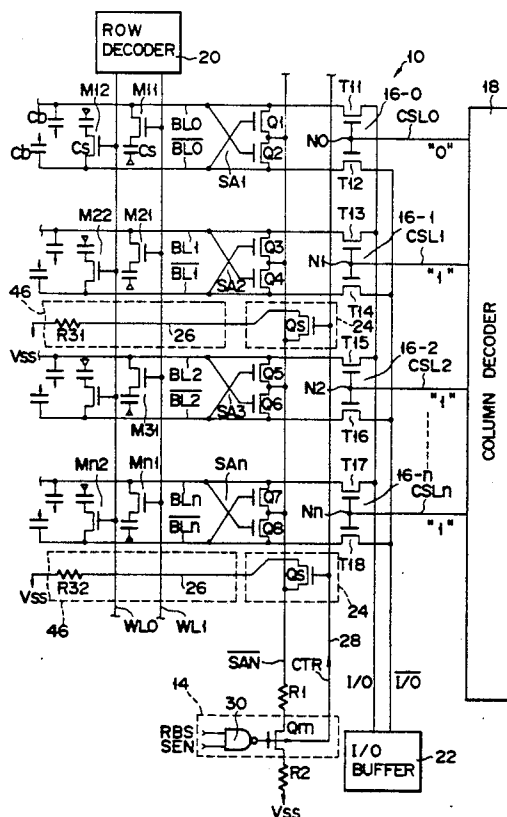 ROW DECODER
20
10
18
M12 M11
T11
16-0
CSL0
Cb
BL0
Q1
N0
"0"
Cb
CS
CS
BL0
Q2
SA1
T12
T13
M22 M21
16-1
CSL1
BL1
Q3
N1
"1"
BL1
SA2
Q4
T14
46
24
R31
26
QS
T15
16-2
CSL2
VSS
BL2
Q5
N2
"1"
BL2
SA3
Q6
T16
M31
T17
Mn2 Mn1
SAn
16-n
CSLn
BLn
Q7
Nn
"1"
BLn
Q8
T18
R32
26
QS
VSS
46
24
WL0 WL1
28
SAN
CTR
I/O I/O
14
R1
30
Qm
RBS
SEN
R2
VSS
I/O BUFFER
22
COLUMN DECODER